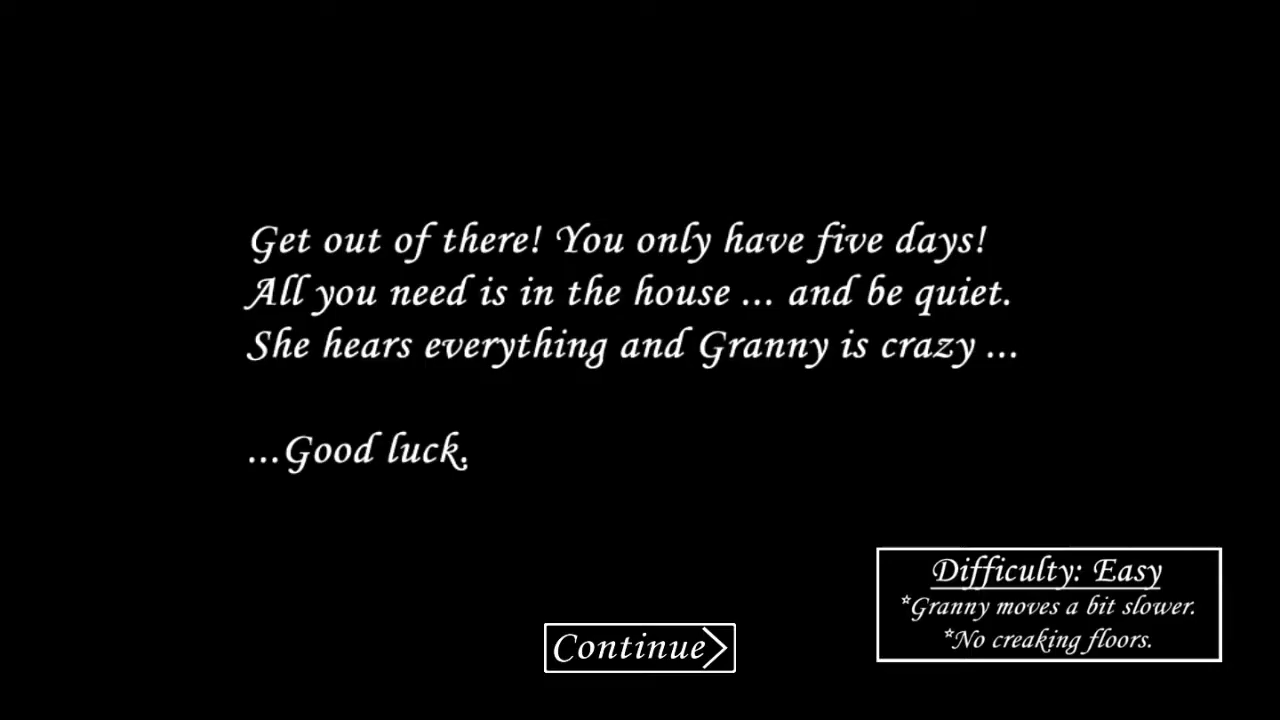 Get out of there! You only have five days!
All you need is in the house ... and be quiet.
She hears everything and Granny is crazy ...
...Good luck.
Difficulty: Easy
*Granny moves a bit slower.
*No creaking floors.
Continue>